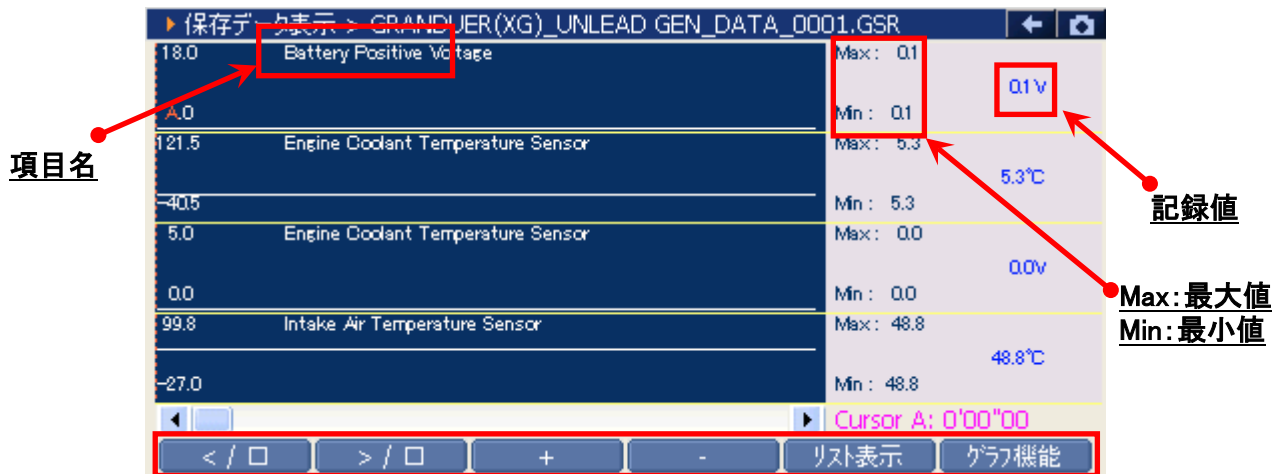 保存データ表示 > GRANDUER(XG)_UNLEAD GEN_DATA_0001.GSR
18.0 Battery Positive Voltage Max : 0.1
0.1 V
A.0 Min : 0.1
121.5 Engine Coolant Temperature Sensor Max : 5.3
5.3℃
-40.5 Min : 5.3
5.0 Engine Coolant Temperature Sensor Max : 0.0
0.0V
0.0 Min : 0.0
99.8 Intake Air Temperature Sensor Max : 48.8
48.8℃
-27.0 Min : 48.8
Cursor A: 0'00"00
< / ロ > / ロ + - リスト表示 グラフ機能
項目名
記録値
Max:最大値
Min:最小値